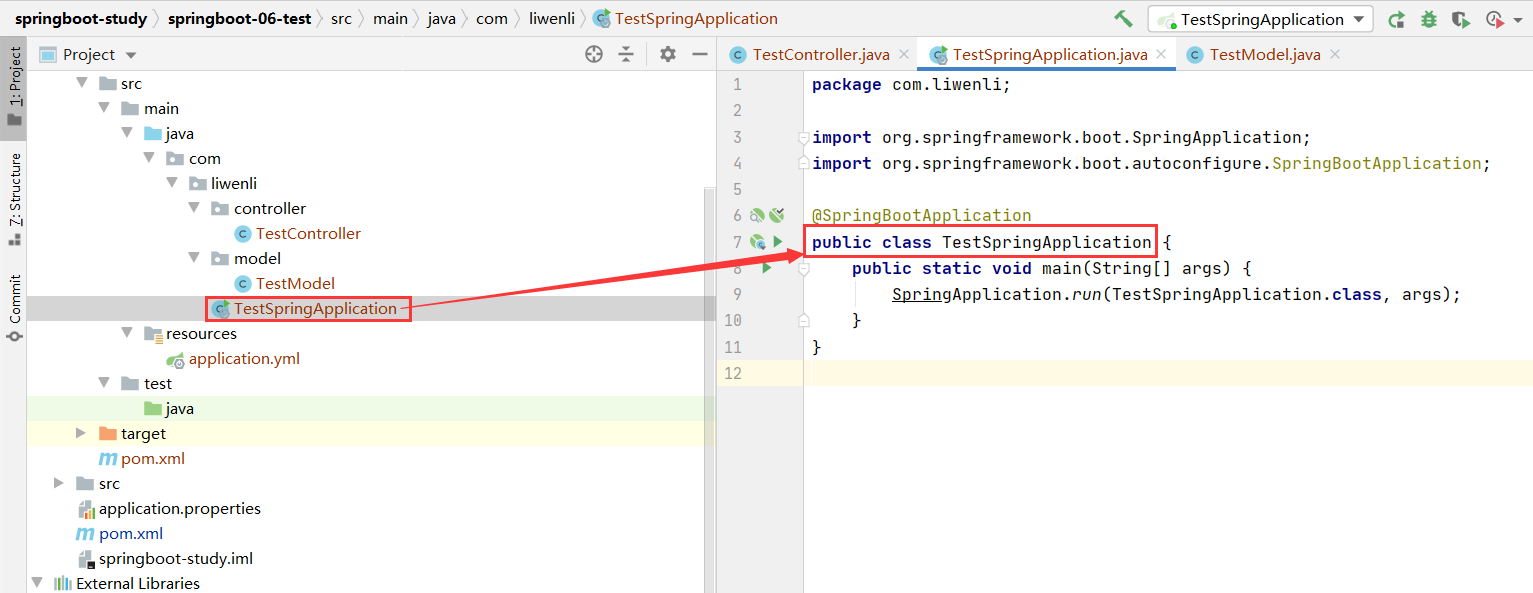 springboot-study springboot-06-test src main java com liwenli TestSpringApplication TestSpringApplication
1: Project
7: Structure
Commit
Project
src
main
java
com
liwenli
controller
TestController
model
TestModel
TestSpringApplication
resources
application.yml
test
java
target
pom.xml
src
application.properties
pom.xml
springboot-study.iml
External Libraries
TestController.java TestSpringApplication.java TestModel.java
1 package com.liwenli;
2
3 import org.springframework.boot.SpringApplication;
4 import org.springframework.boot.autoconfigure.SpringBootApplication;
5
6 @SpringBootApplication
7 public class TestSpringApplication {
8 public static void main(String[] args) {
9 SpringApplication.run(TestSpringApplication.class, args);
10 }
11 }
12